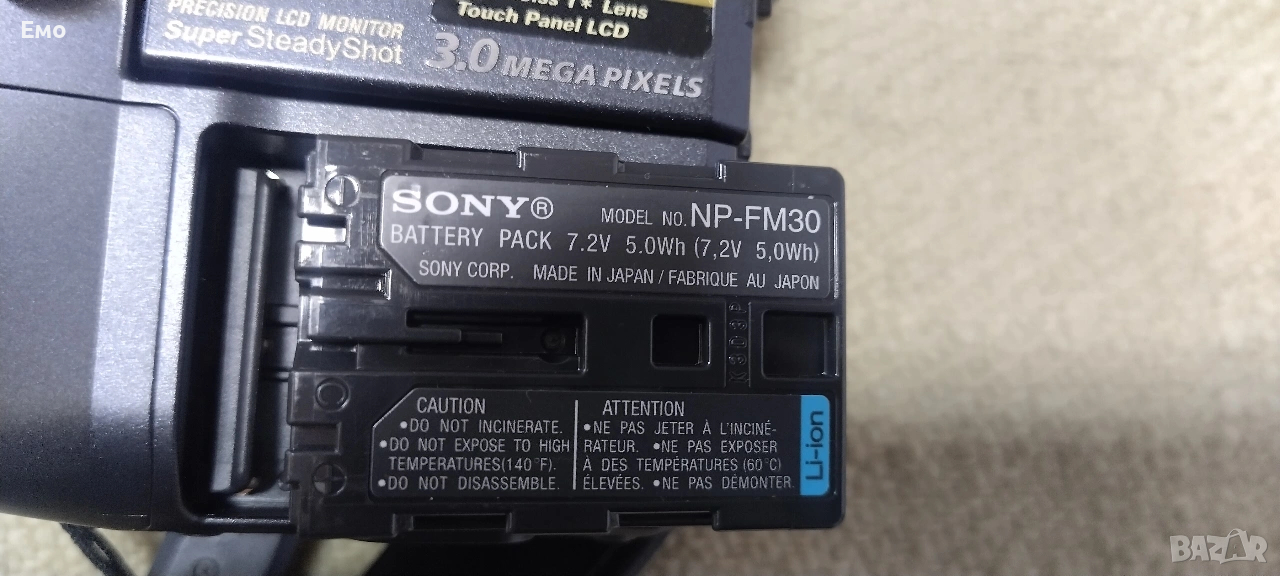 Emo
PRECISION LCD MONITOR
Super SteadyShot
Lens
Touch Panel LCD
3.0 MEGA PIXELS
SONY®
MODEL NO. NP-FM30
BATTERY PACK 7.2V 5.0Wh (7,2V 5,0Wh)
SONY CORP. MADE IN JAPAN / FABRIQUE AU JAPON
CAUTION
•DO NOT INCINERATE.
•DO NOT EXPOSE TO HIGH
TEMPERATURES(140°F).
•DO NOT DISASSEMBLE.
ATTENTION
•NE PAS JETER À L'INCINÉ-
RATEUR. •NE PAS EXPOSER
À DES TEMPÉRATURES (60°C)
ÉLEVÉES. •NE PAS DÉMONTER.
Li-ion
BAZAR